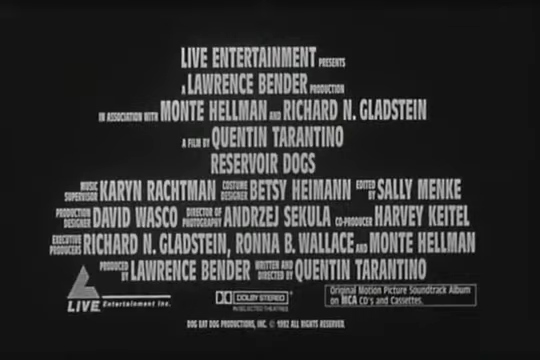 LIVE ENTERTAINMENT PRESENTS
A LAWRENCE BENDER PRODUCTION
IN ASSOCIATION WITH MONTE HELLMAN AND RICHARD N. GLADSTEIN
A FILM BY QUENTIN TARANTINO
RESERVOIR DOGS
MUSIC SUPERVISOR KARYN RACHTMAN COSTUME DESIGNER BETSY HEIMANN EDITED BY SALLY MENKE
PRODUCTION DESIGNER DAVID WASCO DIRECTOR OF PHOTOGRAPHY ANDRZEJ SEKULA CO-PRODUCER HARVEY KEITEL
EXECUTIVE PRODUCERS RICHARD N. GLADSTEIN, RONNA B. WALLACE AND MONTE HELLMAN
PRODUCED BY LAWRENCE BENDER WRITTEN AND DIRECTED BY QUENTIN TARANTINO
LIVE Entertainment Inc.
DOLBY STEREO
IN SELECTED THEATRES
Original Motion Picture Soundtrack Album
on MCA CD's and Cassettes.
DOG EAT DOG PRODUCTIONS, INC. © 1992 ALL RIGHTS RESERVED.